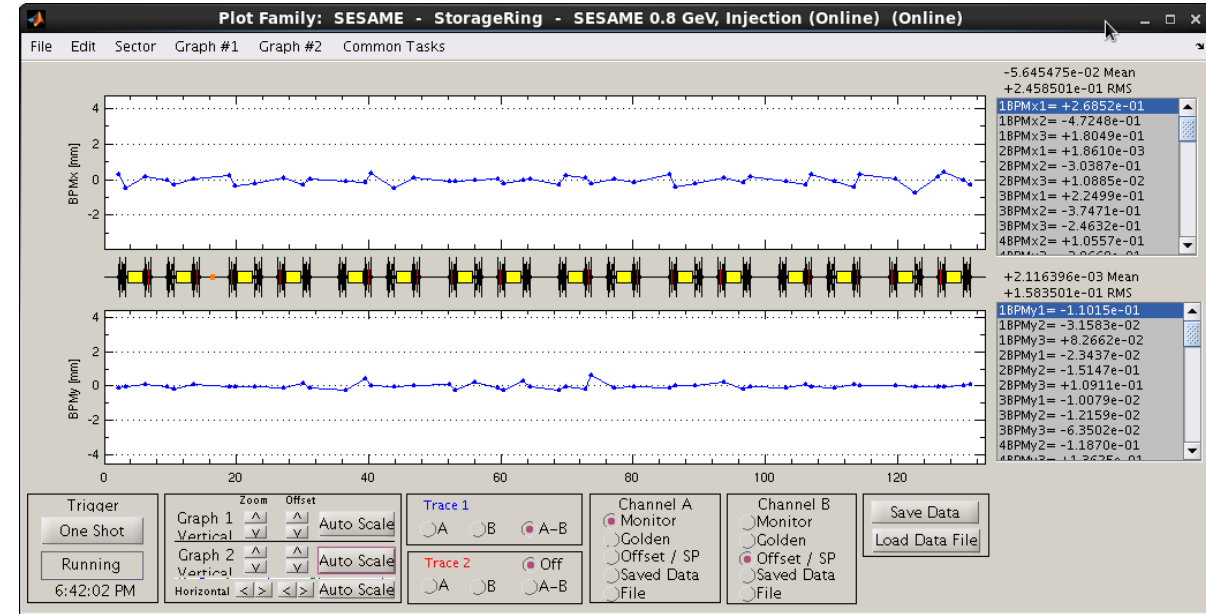 Plot Family: SESAME - StorageRing - SESAME 0.8 GeV, Injection (Online) (Online)
File Edit Sector Graph #1 Graph #2 Common Tasks
-5.645475e-02 Mean
+2.458501e-01 RMS
1BPMx1= +2.6852e-01
1BPMx2= -4.7248e-01
1BPMx3= +1.8049e-01
2BPMx1= +1.8610e-03
2BPMx2= -3.0387e-01
2BPMx3= +1.0885e-02
3BPMx1= +2.2499e-01
3BPMx2= -3.7471e-01
3BPMx3= -2.4632e-01
4BPMx2= +1.0557e-01
BPMx [mm]
4
2
0
-2
+2.116396e-03 Mean
+1.583501e-01 RMS
1BPMy1= -1.1015e-01
1BPMy2= -3.1583e-02
1BPMy3= +8.2662e-02
2BPMy1= -2.3437e-02
2BPMy2= -1.5147e-01
2BPMy3= +1.0911e-01
3BPMy1= -1.0079e-02
3BPMy2= -1.2159e-02
3BPMy3= -6.3502e-02
4BPMy2= -1.1870e-01
BPMy [mm]
4
2
0
-2
-4
0 20 40 60 80 100 120
Trigger
One Shot
Running
6:42:02 PM
Zoom Offset
Graph 1
Vertical
Auto Scale
Graph 2
Vertical
Auto Scale
Horizontal < > < > Auto Scale
Trace 1
A B A-B
Trace 2 Off
A B A-B
Channel A
Monitor
Golden
Offset / SP
Saved Data
File
Channel B
Monitor
Golden
Offset / SP
Saved Data
File
Save Data
Load Data File